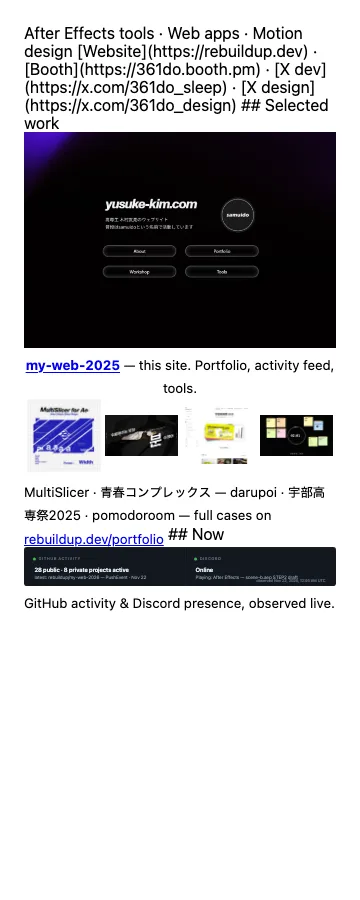 After Effects tools · Web apps · Motion
design [Website](https://rebuildup.dev) ·
[Booth](https://361do.booth.pm) · [X dev]
(https://x.com/361do_sleep) · [X design]
(https://x.com/361do_design) ## Selected
work
yusuke-kim.com
samuido
About
Portfolio
Workshop
Tools
my-web-2025 — this site. Portfolio, activity feed,
tools.
MultiSlicer for Ae
Width
MultiSlicer · 青春コンプレックス — darupoi · 宇部高
専祭2025 · pomodoroom — full cases on
rebuildup.dev/portfolio ## Now
GITHUB ACTIVITY
28 public · 8 private projects active
DISCORD
Online
GitHub activity & Discord presence, observed live.